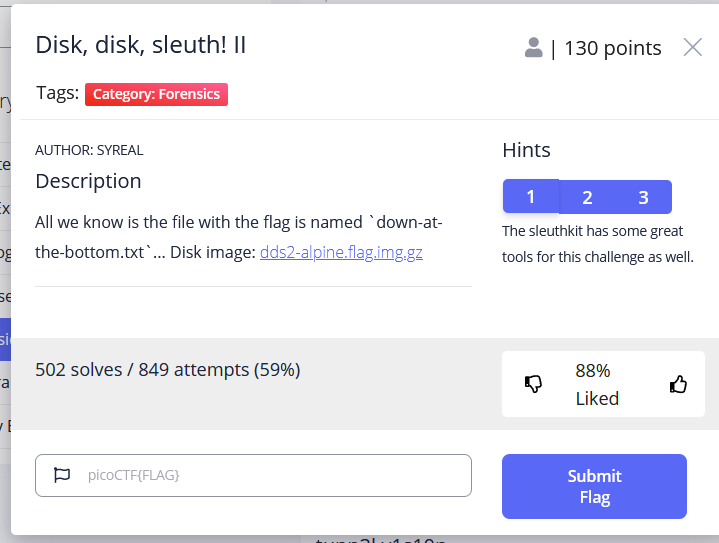 Disk, disk, sleuth! II
| 130 points
Tags: Category: Forensics
AUTHOR: SYREAL
Description
All we know is the file with the flag is named `down-at-
the-bottom.txt`... Disk image: dds2-alpine.flag.img.gz
Hints
1 2 3
The sleuthkit has some great
tools for this challenge as well.
502 solves / 849 attempts (59%)
88%
Liked
picoCTF{FLAG}
Submit
Flag